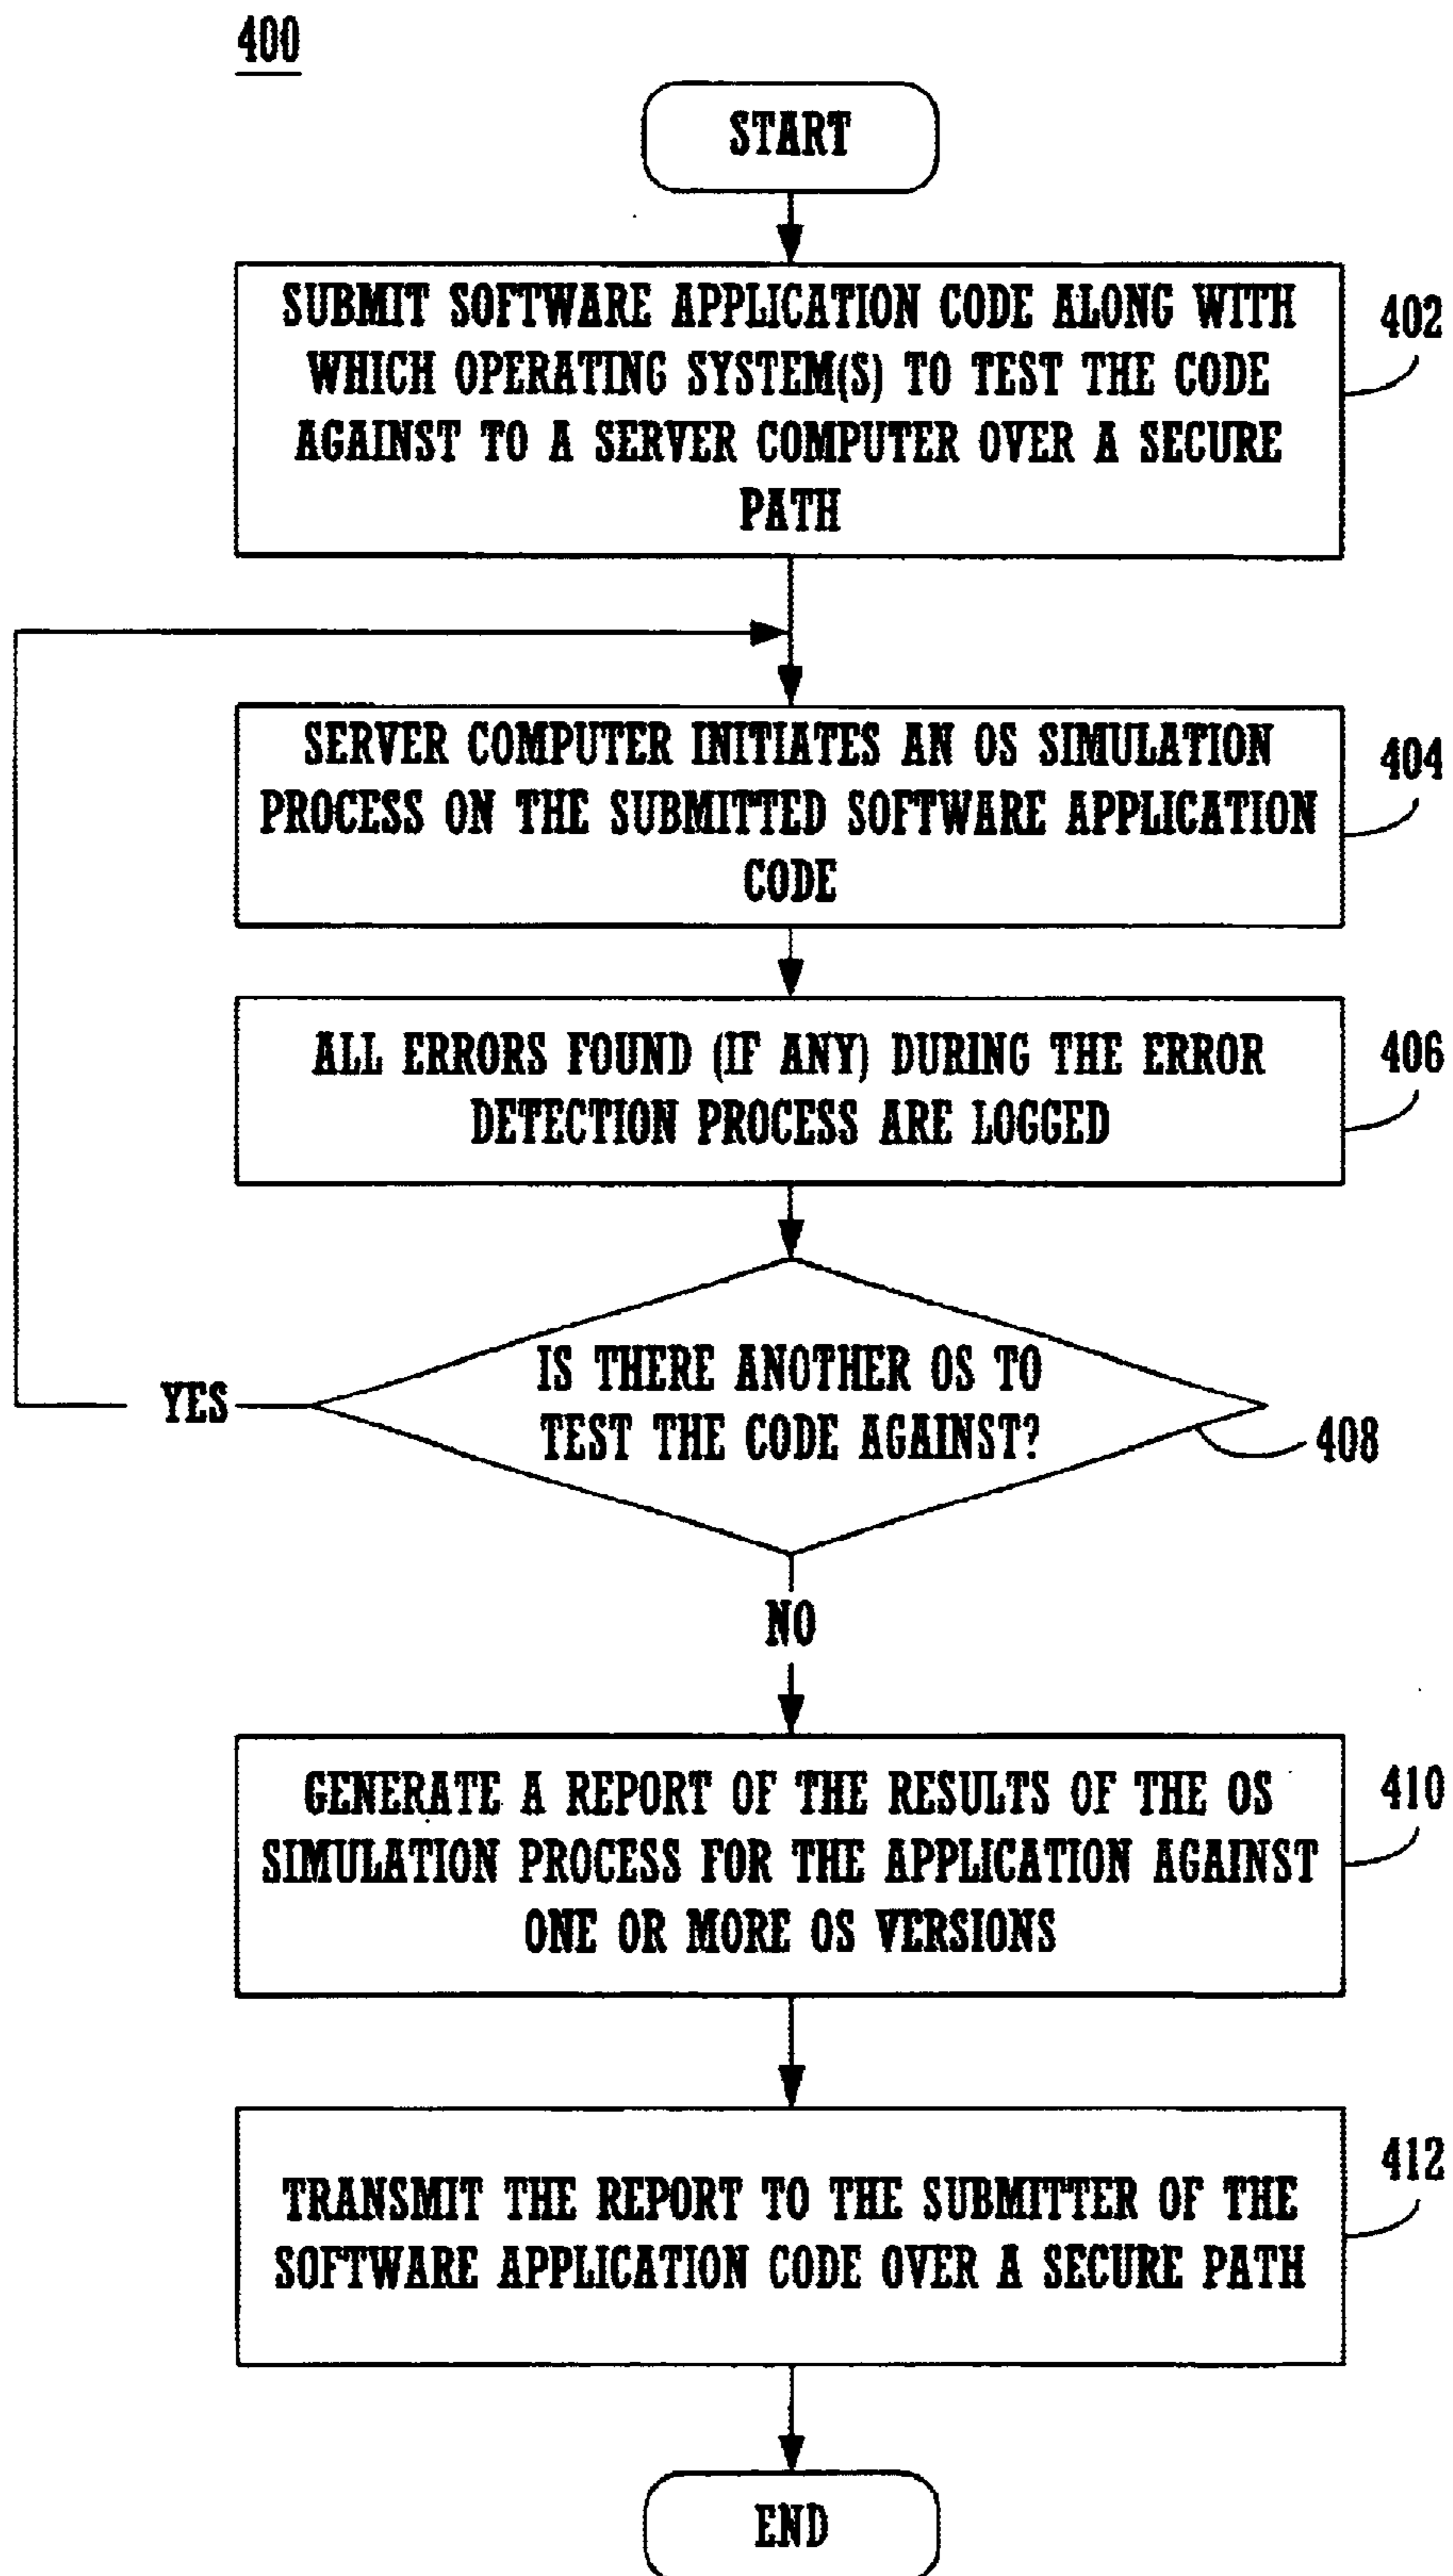 400
START
SUBMIT SOFTWARE APPLICATION CODE ALONG WITH
WHICH OPERATING SYSTEM(S) TO TEST THE CODE
AGAINST TO A SERVER COMPUTER OVER A SECURE
PATH
402
SERVER COMPUTER INITIATES AN OS SIMULATION
PROCESS ON THE SUBMITTED SOFTWARE APPLICATION
CODE
404
ALL ERRORS FOUND (IF ANY) DURING THE ERROR
DETECTION PROCESS ARE LOGGED
406
IS THERE ANOTHER OS TO
TEST THE CODE AGAINST?
YES
408
NO
GENERATE A REPORT OF THE RESULTS OF THE OS
SIMULATION PROCESS FOR THE APPLICATION AGAINST
ONE OR MORE OS VERSIONS
410
TRANSMIT THE REPORT TO THE SUBMITTER OF THE
SOFTWARE APPLICATION CODE OVER A SECURE PATH
412
END